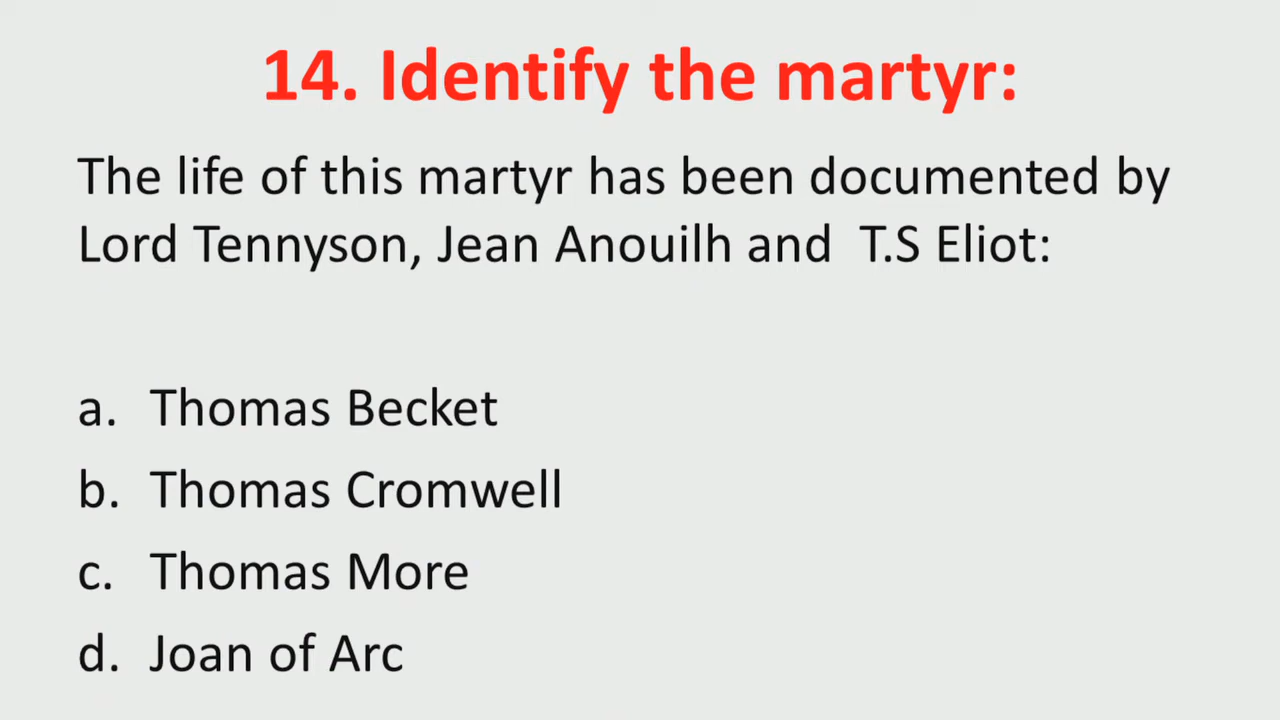 14. Identify the martyr:
The life of this martyr has been documented by
Lord Tennyson, Jean Anouilh and  T.S Eliot:
a. Thomas Becket
b. Thomas Cromwell
c. Thomas More
d. Joan of Arc